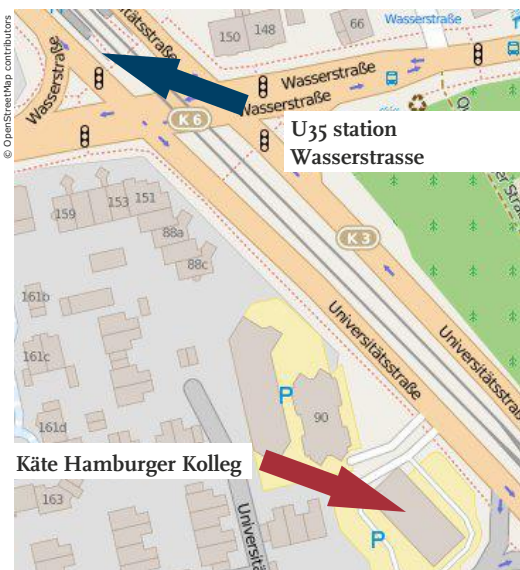 © OpenStreetMap contributors
Wasserstraße
Universitätsstraße
150
148
66
Wasserstraße
Wasserstraße
Wasserstraße
K 6
U35 station
Wasserstrasse
159
153
151
88a
88c
K 3
161b
161c
161d
Universitätsstraße
P
90
Käte Hamburger Kolleg
163
P